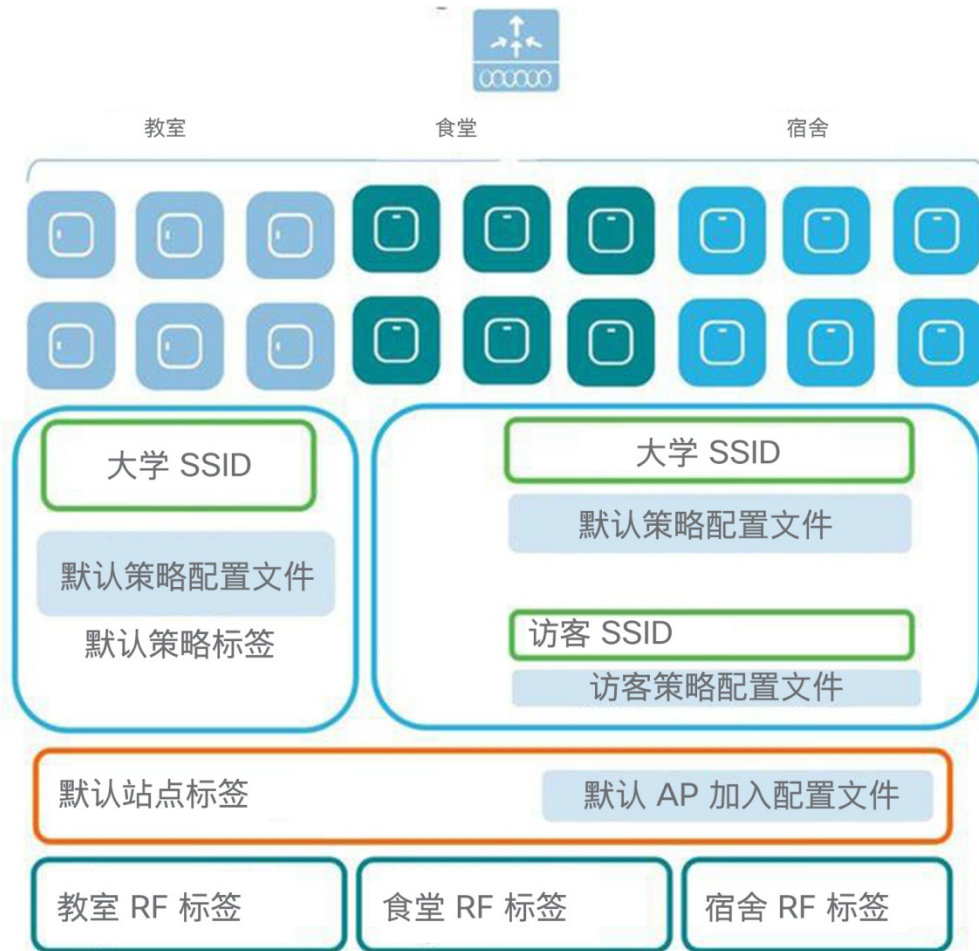 教室
食堂
宿舍
大学 SSID
默认策略配置文件
默认策略标签
大学 SSID
默认策略配置文件
访客 SSID
访客策略配置文件
默认站点标签
默认 AP 加入配置文件
教室 RF 标签
食堂 RF 标签
宿舍 RF 标签